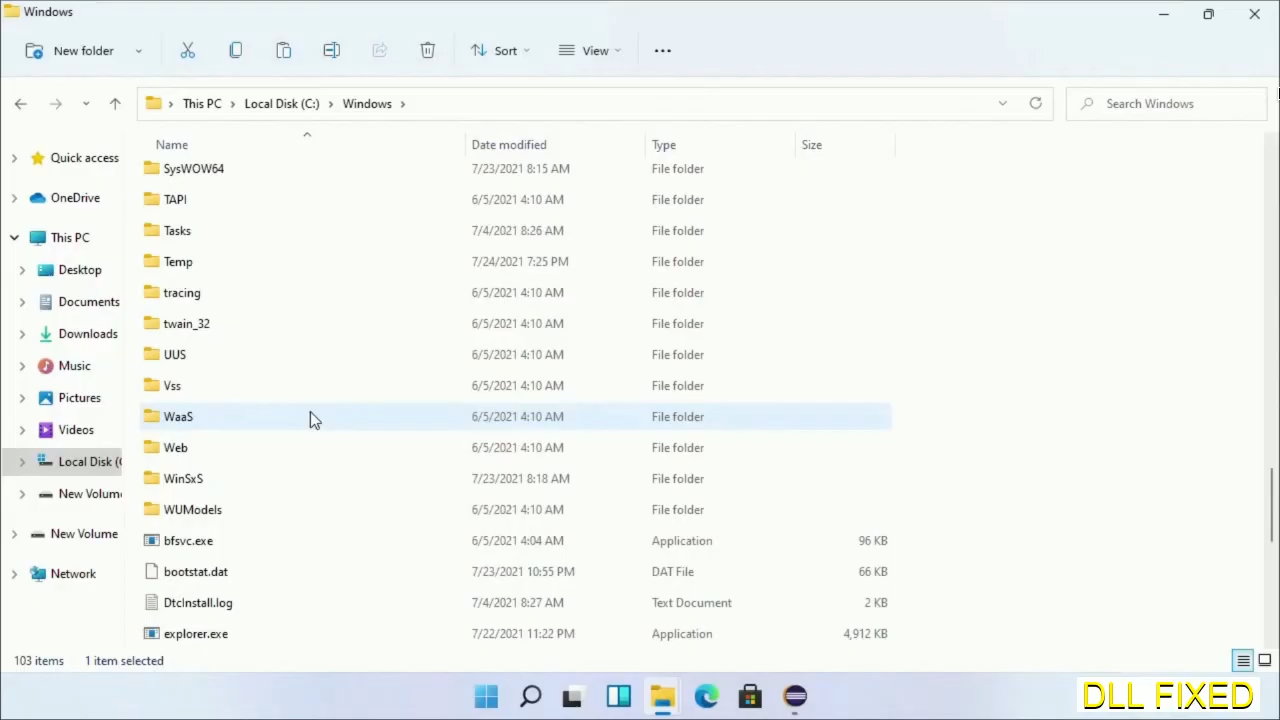 Windows
New folder
Sort
View
This PC > Local Disk (C:) > Windows >
Search Windows
Name Date modified Type Size
Quick access
OneDrive
This PC
Desktop
Documents
Downloads
Music
Pictures
Videos
Local Disk (
New Volum
New Volume
Network
SysWOW64 7/23/2021 8:15 AM File folder
TAPI 6/5/2021 4:10 AM File folder
Tasks 7/4/2021 8:26 AM File folder
Temp 7/24/2021 7:25 PM File folder
tracing 6/5/2021 4:10 AM File folder
twain_32 6/5/2021 4:10 AM File folder
UUS 6/5/2021 4:10 AM File folder
Vss 6/5/2021 4:10 AM File folder
WaaS 6/5/2021 4:10 AM File folder
Web 6/5/2021 4:10 AM File folder
WinSxS 7/23/2021 8:18 AM File folder
WUModels 6/5/2021 4:10 AM File folder
bfsvc.exe 6/5/2021 4:04 AM Application 96 KB
bootstat.dat 7/23/2021 10:55 PM DAT File 66 KB
DtcInstall.log 7/4/2021 8:27 AM Text Document 2 KB
explorer.exe 7/22/2021 11:22 PM Application 4,912 KB
103 items 1 item selected
DLL FIXED